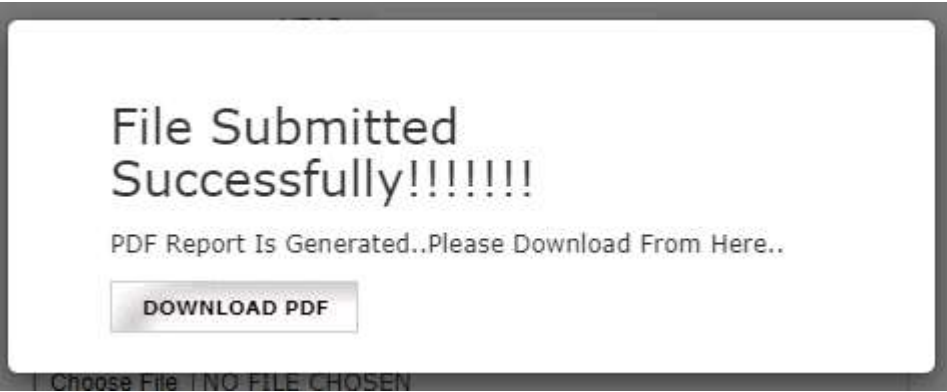 File Submitted
Successfully!!!!!!!
PDF Report Is Generated..Please Download From Here..
DOWNLOAD PDF
Choose File NO FILE CHOSEN